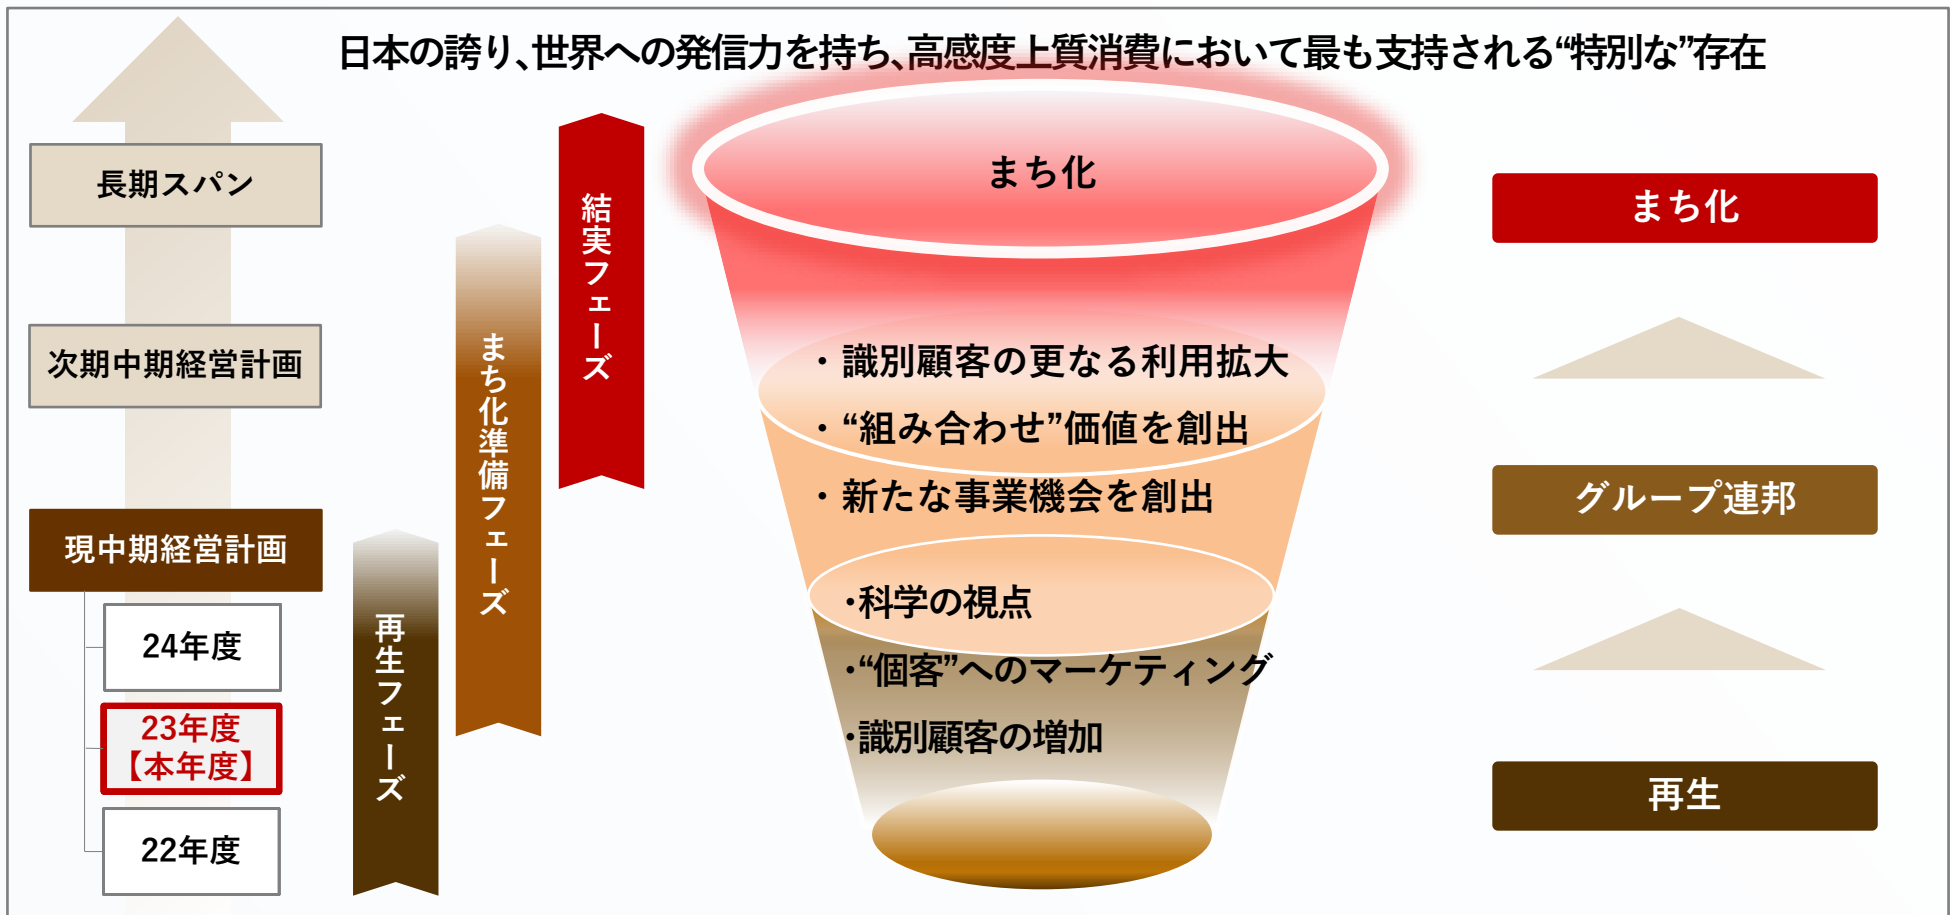 日本の誇り、世界への発信力を持ち、高感度上質消費において最も支持される“特別な”存在
長期スパン
次期中期経営計画
現中期経営計画
24年度
23年度
【本年度】
22年度
再生フェーズ
まち化準備フェーズ
結実フェーズ
まち化
・識別顧客の更なる利用拡大
・“組み合わせ”価値を創出
・新たな事業機会を創出
・科学の視点
・“個客”へのマーケティング
・識別顧客の増加
まち化
グループ連邦
再生